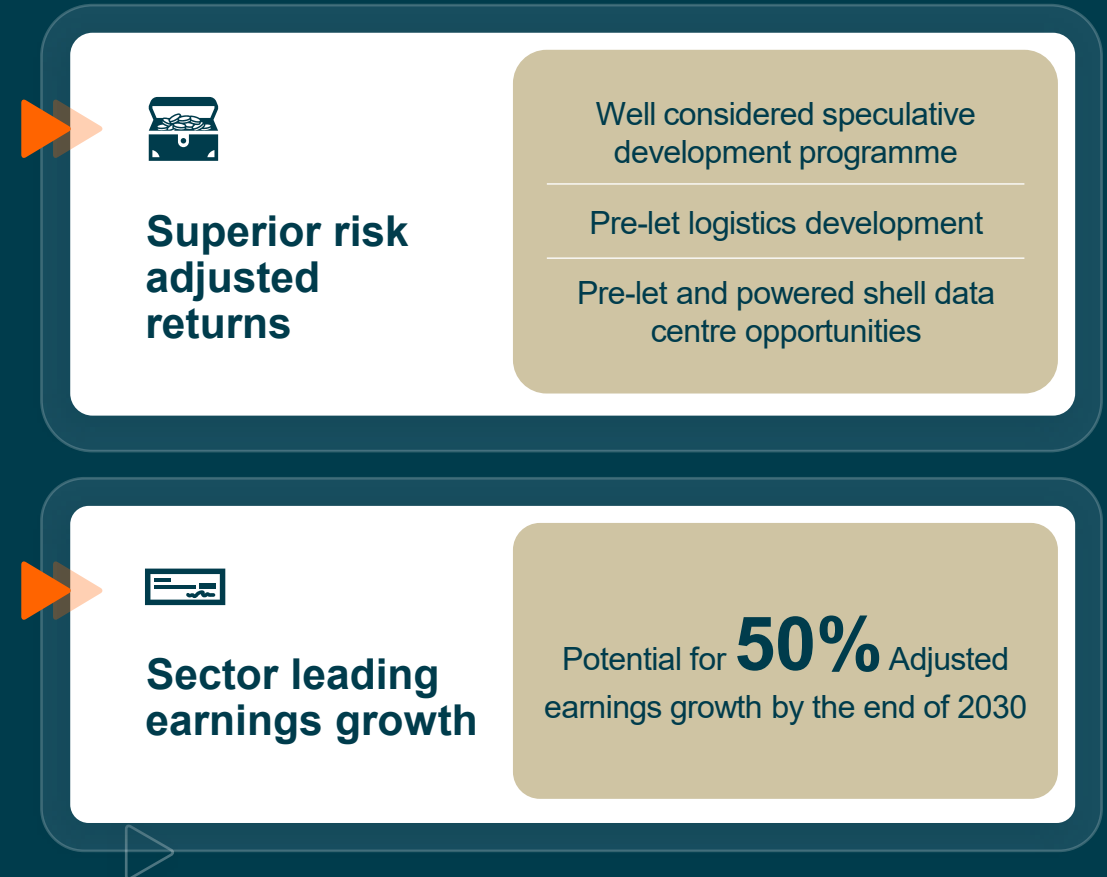 Superior risk
adjusted
returns
Well considered speculative
development programme
Pre-let logistics development
Pre-let and powered shell data
centre opportunities
Sector leading
earnings growth
Potential for 50% Adjusted
earnings growth by the end of 2030